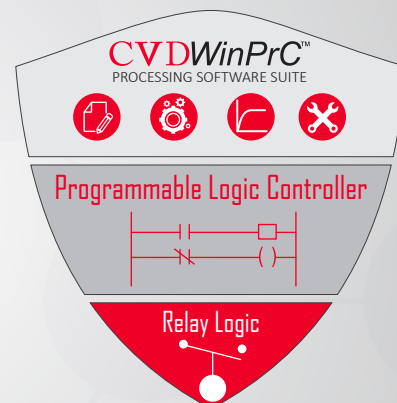 CVDWinPrC™
PROCESSING SOFTWARE SUITE
Programmable Logic Controller
Relay Logic